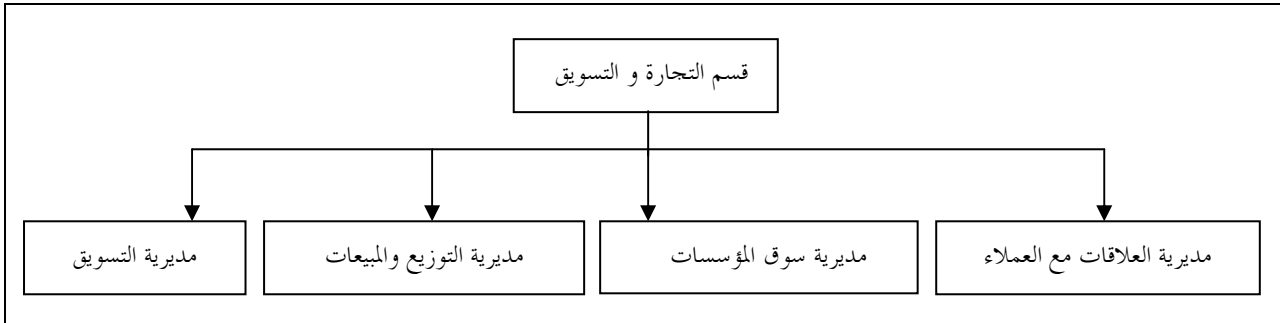 قسم التجارة و التسويق
مديرية العلاقات مع العملاء
مديرية سوق المؤسسات
مديرية التوزيع والمبيعات
مديرية التسويق